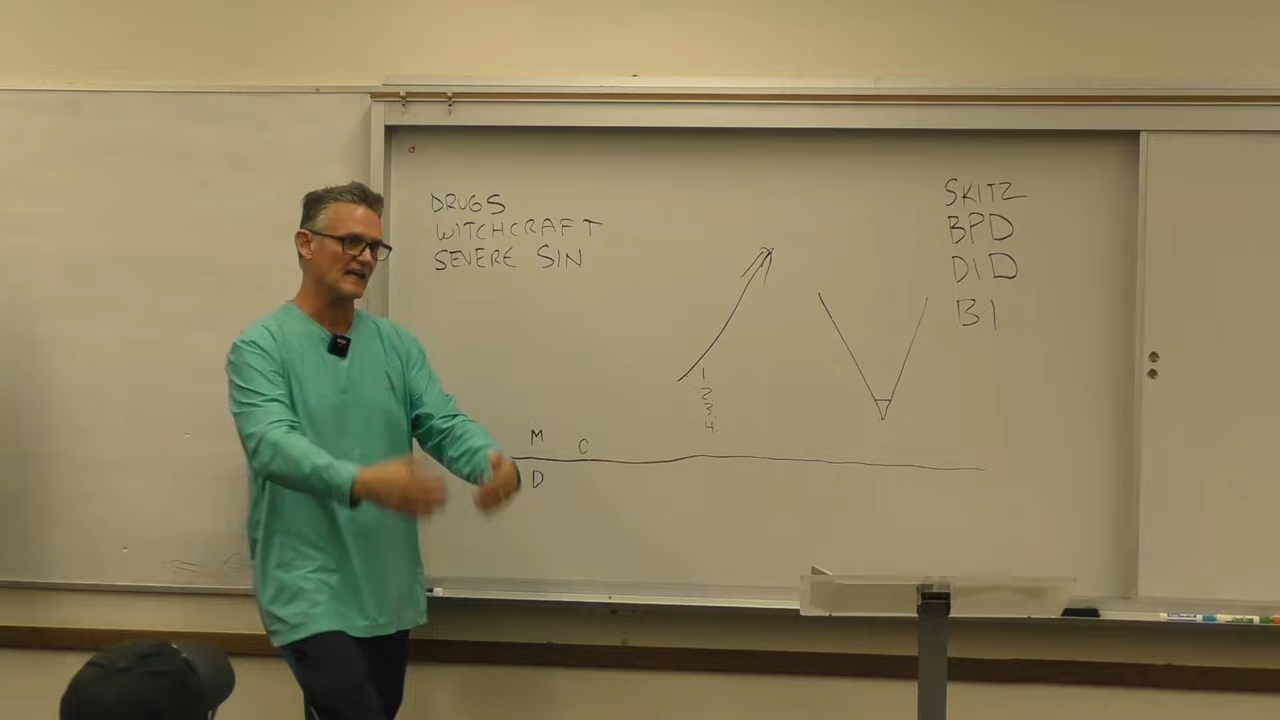 DRUGS
WITCHCRAFT
SEVERE SIN
SKITZ
BPD
DID
BI
1.
2
3.
4.
M
C
D